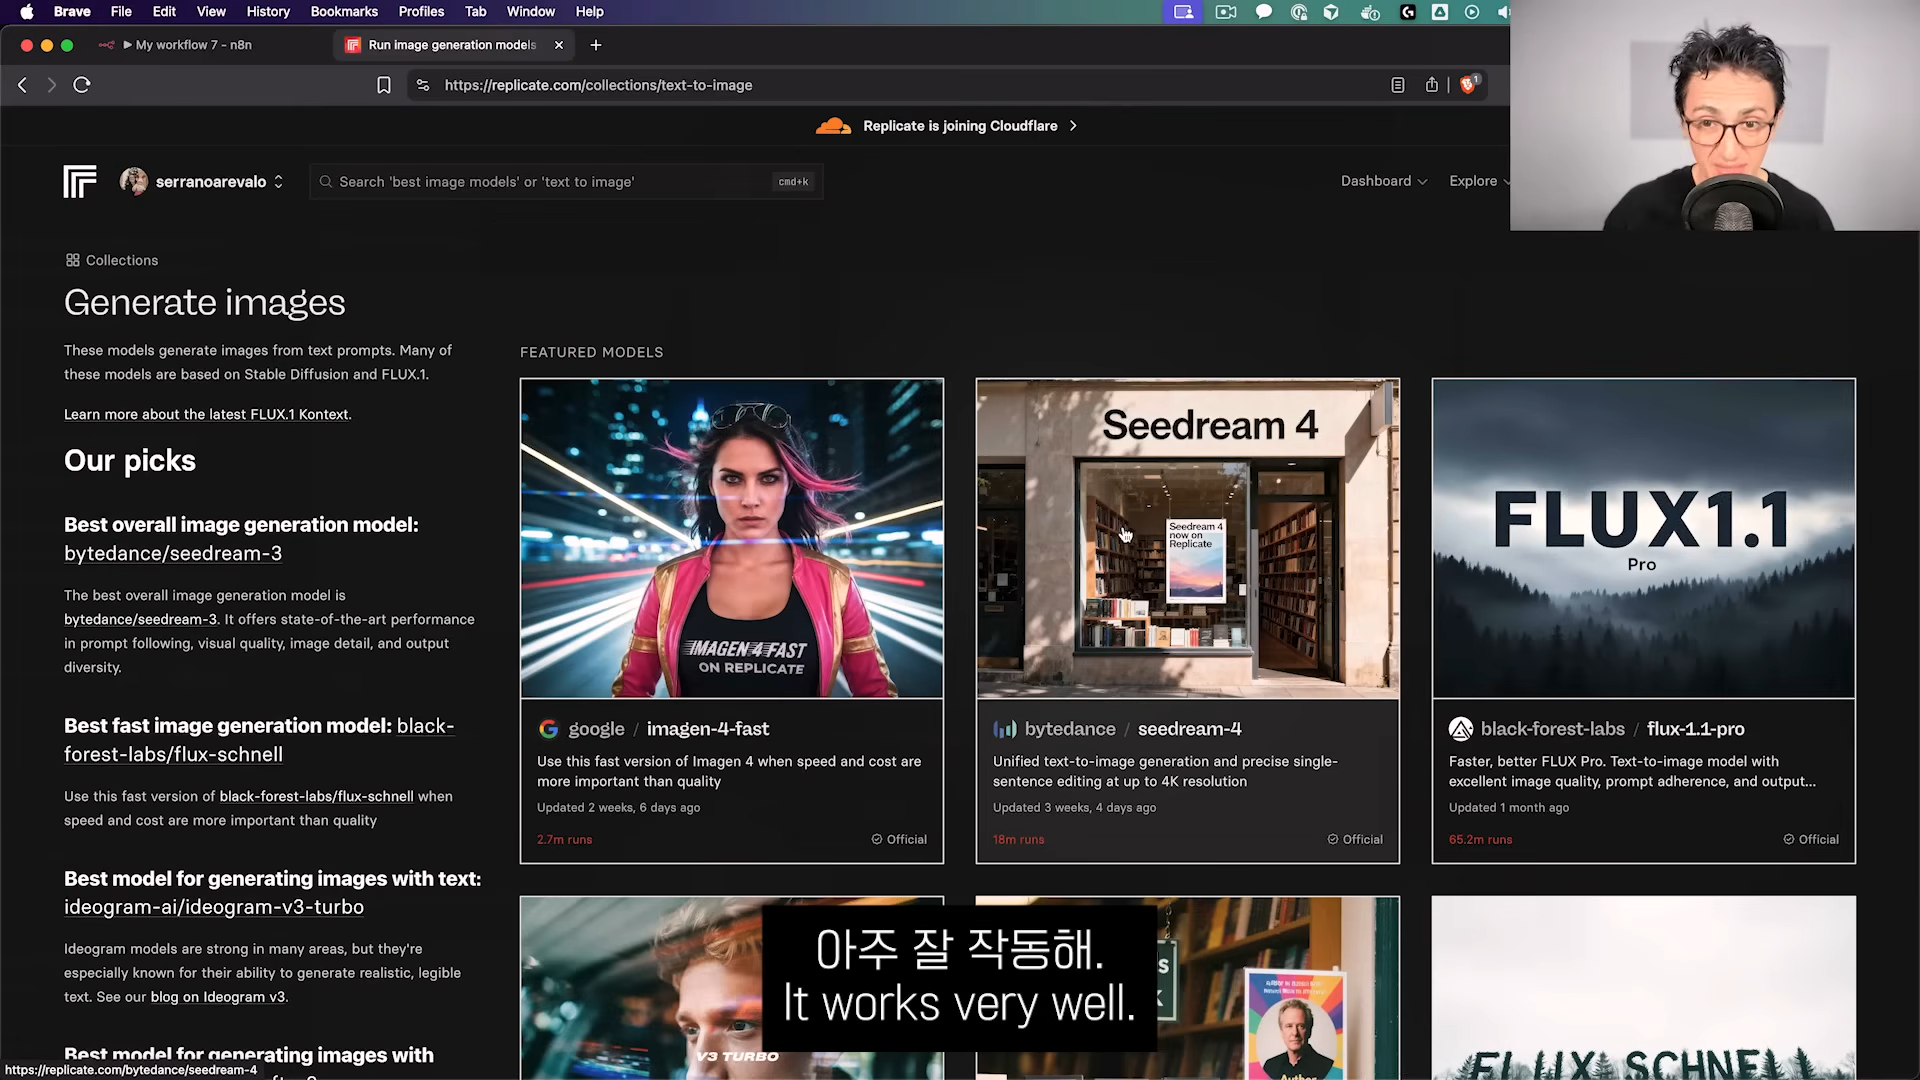 Brave File Edit View History Bookmarks Profiles Tab Window Help
My workflow 7 - n8n
Run image generation models
https://replicate.com/collections/text-to-image
1
Replicate is joining Cloudflare
serranoarevalo
Search 'best image models' or 'text to image'
cmd+k
Dashboard
Explore
Collections
Generate images
These models generate images from text prompts. Many of
these models are based on Stable Diffusion and FLUX.1.
Learn more about the latest FLUX.1 Kontext.
Our picks
Best overall image generation model:
bytedance/seedream-3
The best overall image generation model is
bytedance/seedream-3. It offers state-of-the-art performance
in prompt following, visual quality, image detail, and output
diversity.
Best fast image generation model: black-
forest-labs/flux-schnell
Use this fast version of black-forest-labs/flux-schnell when
speed and cost are more important than quality
Best model for generating images with text:
ideogram-ai/ideogram-v3-turbo
Ideogram models are strong in many areas, but they're
especially known for their ability to generate realistic, legible
text. See our blog on Ideogram v3.
Best model for generating images with
https://replicate.com/bytedance/seedream-4
FEATURED MODELS
IMAGEN 4 FAST
ON REPLICATE
google / imagen-4-fast
Use this fast version of Imagen 4 when speed and cost are
more important than quality
Updated 2 weeks, 6 days ago
2.7m runs
Official
Seedream 4
Seedream 4
now on
Replicate
bytedance / seedream-4
Unified text-to-image generation and precise single-
sentence editing at up to 4K resolution
Updated 3 weeks, 4 days ago
18m runs
Official
FLUX1.1
Pro
black-forest-labs / flux-1.1-pro
Faster, better FLUX Pro. Text-to-image model with
excellent image quality, prompt adherence, and output...
Updated 1 month ago
65.2m runs
Official
V3 TURBO
Author
FLUX SCHNELL
아주 잘 작동해.
It works very well.